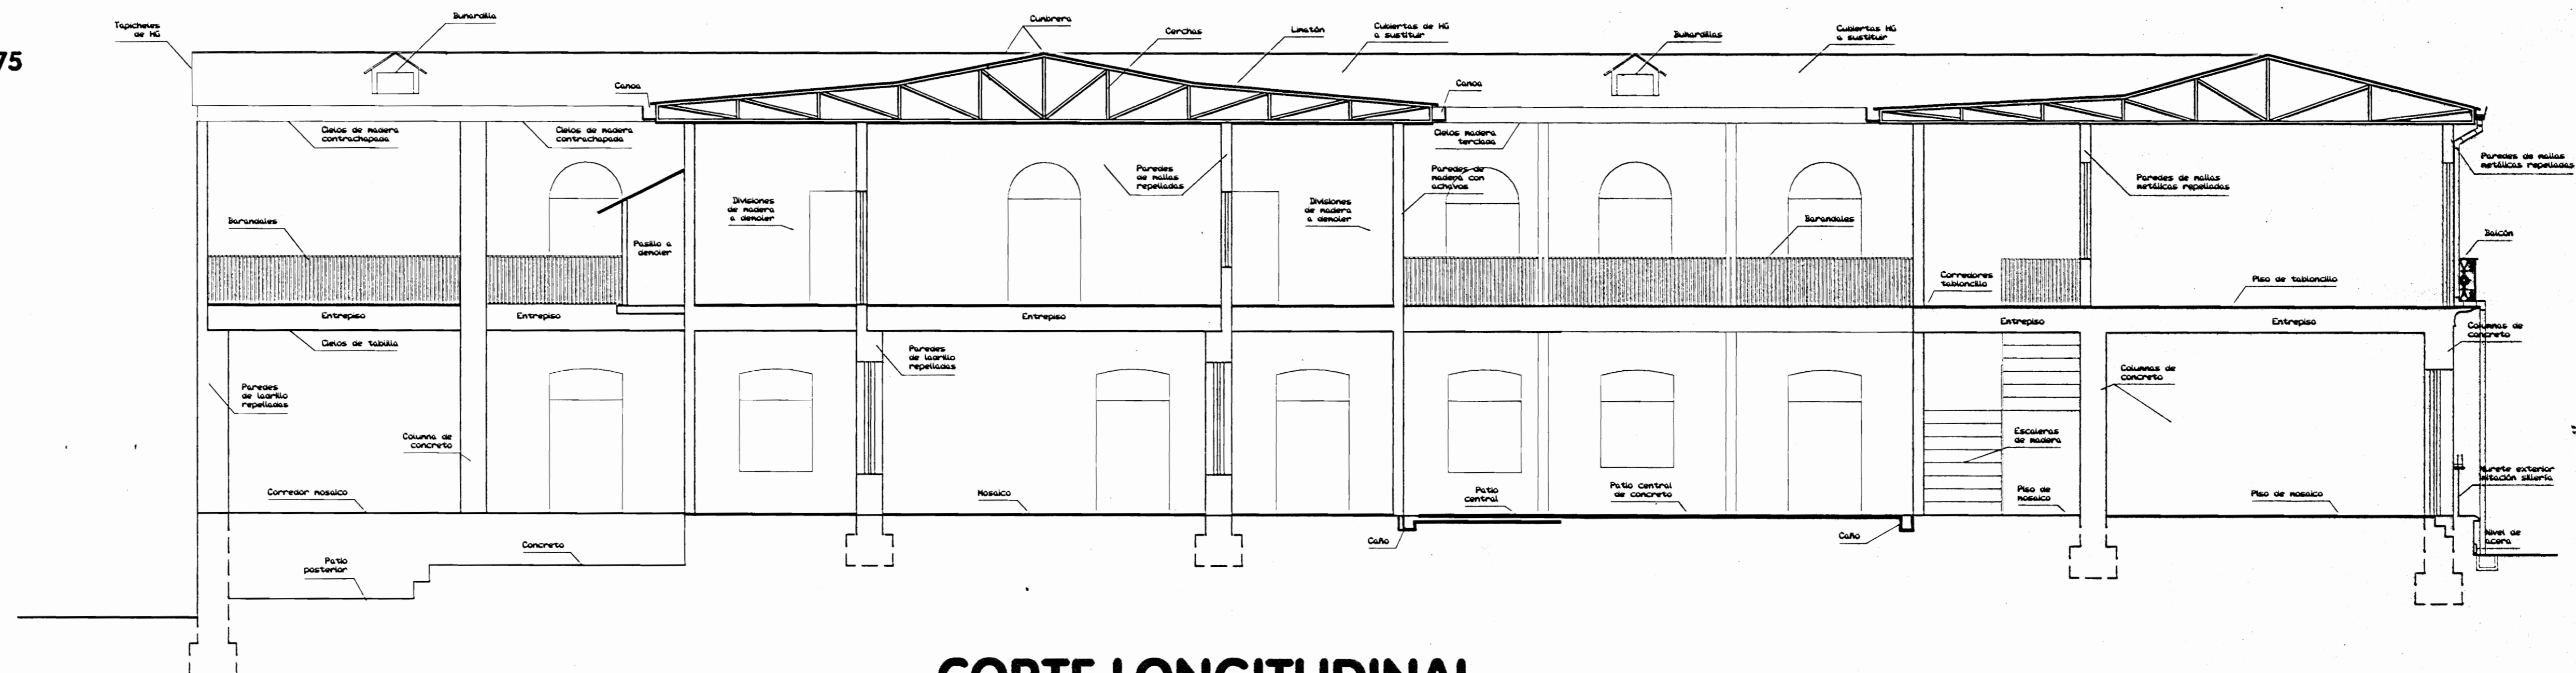 75
Tapicheles
de HG
Bunardilla
Cumbrera
Cerchas
Limatón
Cubiertas de HG
a sustituir
Bunardillas
Cubiertas HG
a sustituir
Canoa
Canoa
Cielos de madera
contrachapada
Cielos de madera
contrachapada
Cielos madera
terciada
Paredes
de mallas
repelladas
Paredes de
madera con
achavos
Paredes de mallas
metálicas repelladas
Paredes de mallas
metálicas repelladas
Barandales
Divisiones
de madera
a demoler
Divisiones
de madera
a demoler
Barandales
Pasillo a
demoler
Balcón
Corredores
tabloncillo
Piso de tabloncillo
Entrepiso
Entrepiso
Entrepiso
Entrepiso
Entrepiso
Cielos de tablilla
Paredes
de ladrillo
repelladas
Columnas de
concreto
Paredes
de ladrillo
repelladas
Columnas de
concreto
Columna de
concreto
Escaleras
de madera
Corredor mosaico
Mosaico
Patio
central
Patio central
de concreto
Piso de
mosaico
Piso de mosaico
Murete exterior
imitación sillería
Patio
posterior
Concreto
Caño
Caño
Nivel de
acera
CORTE LONGITUDINAL